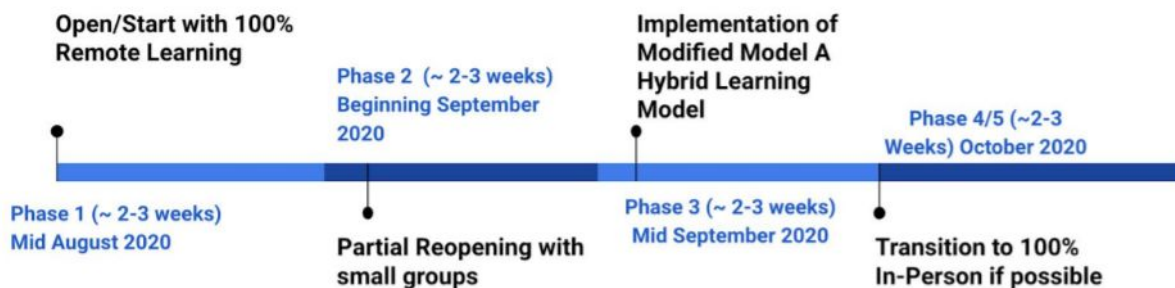 Open/Start with 100%
Remote Learning
Phase 1 (~ 2-3 weeks)
Mid August 2020
Phase 2 (~ 2-3 weeks)
Beginning September
2020
Partial Reopening with
small groups
Implementation of
Modified Model A
Hybrid Learning
Model
Phase 3 (~ 2-3 weeks)
Mid September 2020
Phase 4/5 (~2-3
Weeks) October 2020
Transition to 100%
In-Person if possible